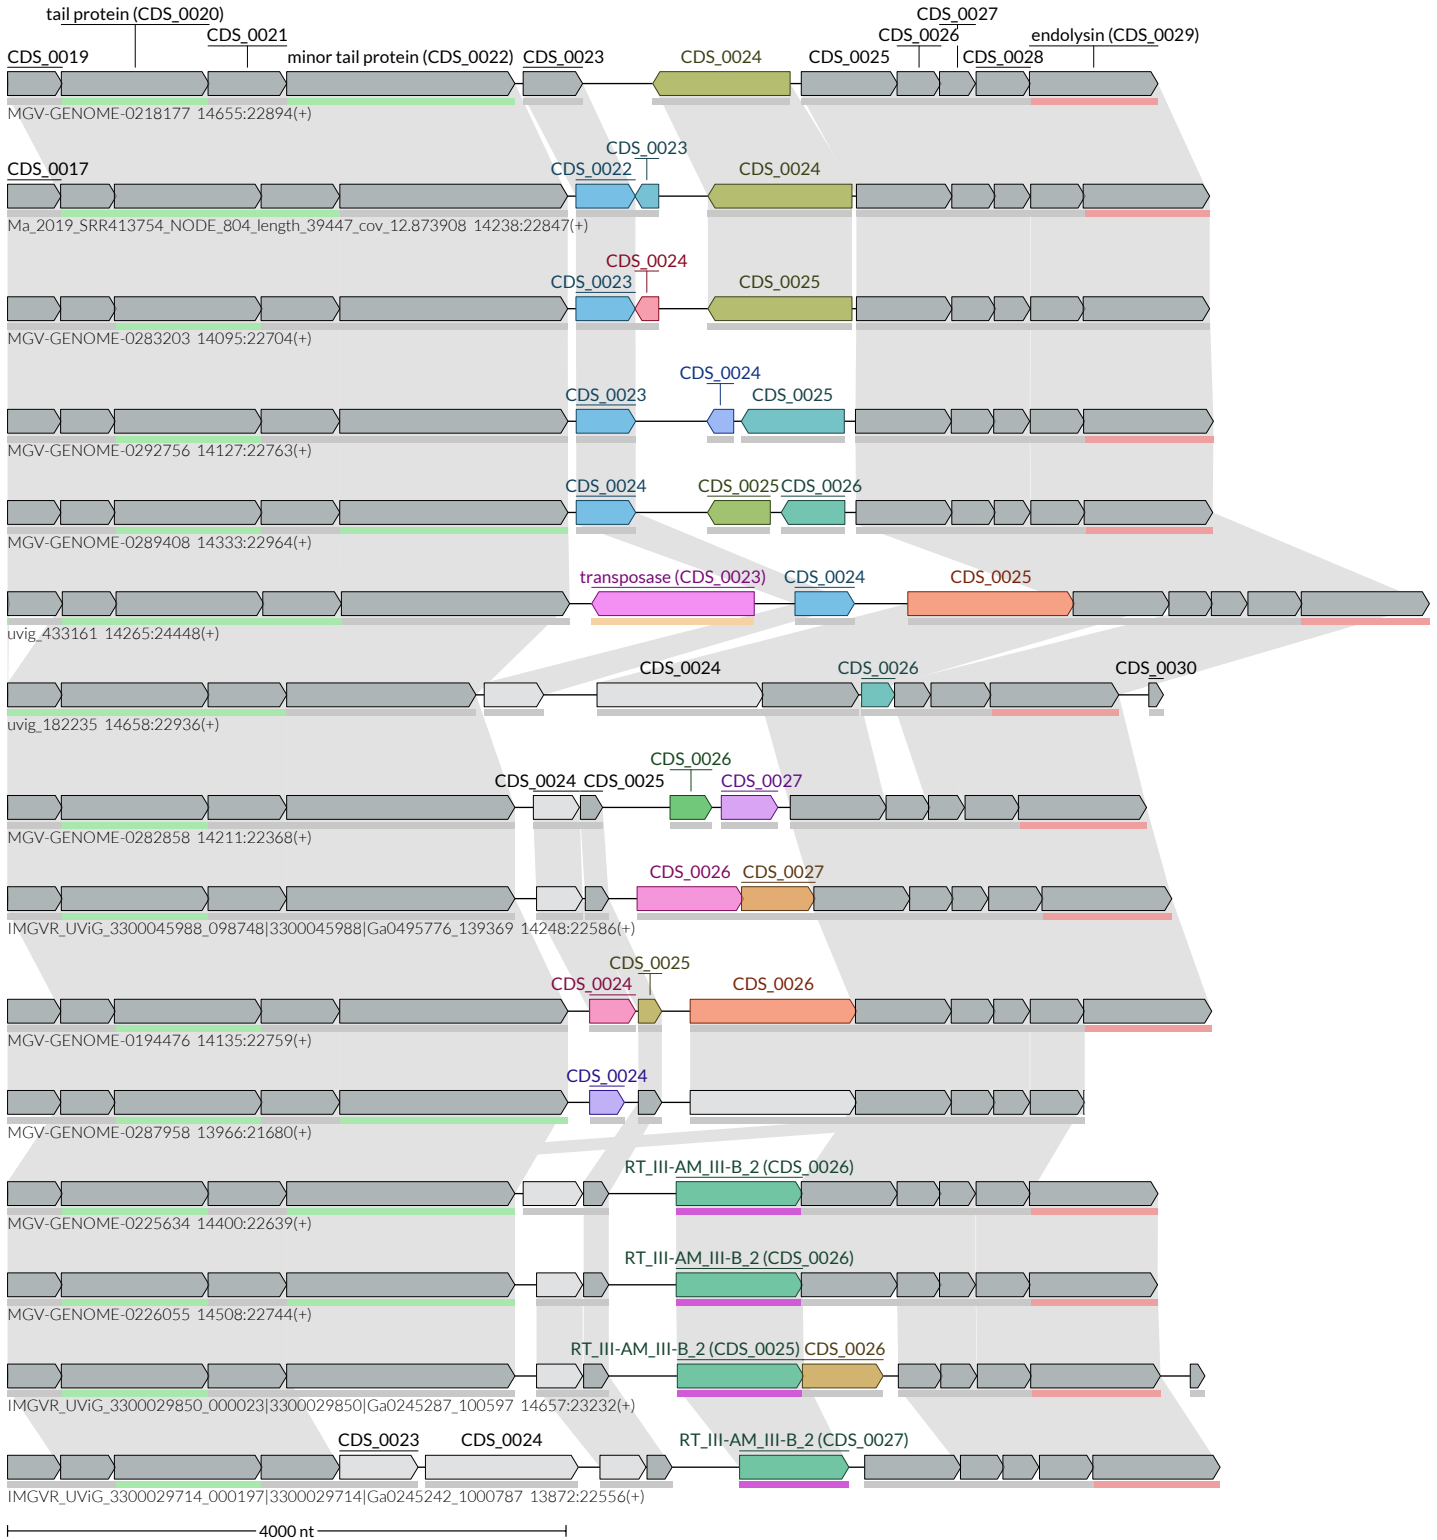 tail protein (CDS_0020)
CDS_0027
CDS_0021
CDS_0026
endolysin (CDS_0029)
CDS_0019
minor tail protein (CDS_0022)
CDS_0023
CDS_0024
CDS_0025
CDS_0028
MGV-GENOME-0218177 14655:22894(+)
CDS_0023
CDS_0017
CDS_0022
CDS_0024
Ma_2019_SRR413754_NODE_804_length_39447_cov_12.873908 14238:22847(+)
CDS_0024
CDS_0023
CDS_0025
MGV-GENOME-0283203 14095:22704(+)
CDS_0024
CDS_0023
CDS_0025
MGV-GENOME-0292756 14127:22763(+)
CDS_0024
CDS_0025
CDS_0026
MGV-GENOME-0289408 14333:22964(+)
transposase (CDS_0023)
CDS_0024
CDS_0025
uvig_433161 14265:24448(+)
CDS_0024
CDS_0026
CDS_0030
uvig_182235 14658:22936(+)
CDS_0026
CDS_0024
CDS_0025
CDS_0027
MGV-GENOME-0282858 14211:22368(+)
CDS_0026
CDS_0027
IMGVR_UViG_3300045988_098748|3300045988|Ga0495776_139369 14248:22586(+)
CDS_0025
CDS_0024
CDS_0026
MGV-GENOME-0194476 14135:22759(+)
CDS_0024
MGV-GENOME-0287958 13966:21680(+)
RT_III-AM_III-B_2 (CDS_0026)
MGV-GENOME-0225634 14400:22639(+)
RT_III-AM_III-B_2 (CDS_0026)
MGV-GENOME-0226055 14508:22744(+)
RT_III-AM_III-B_2 (CDS_0025)
CDS_0026
IMGVR_UViG_3300029850_000023|3300029850|Ga0245287_100597 14657:23232(+)
CDS_0023
CDS_0024
RT_III-AM_III-B_2 (CDS_0027)
IMGVR_UViG_3300029714_000197|3300029714|Ga0245242_1000787 13872:22556(+)
4000 nt